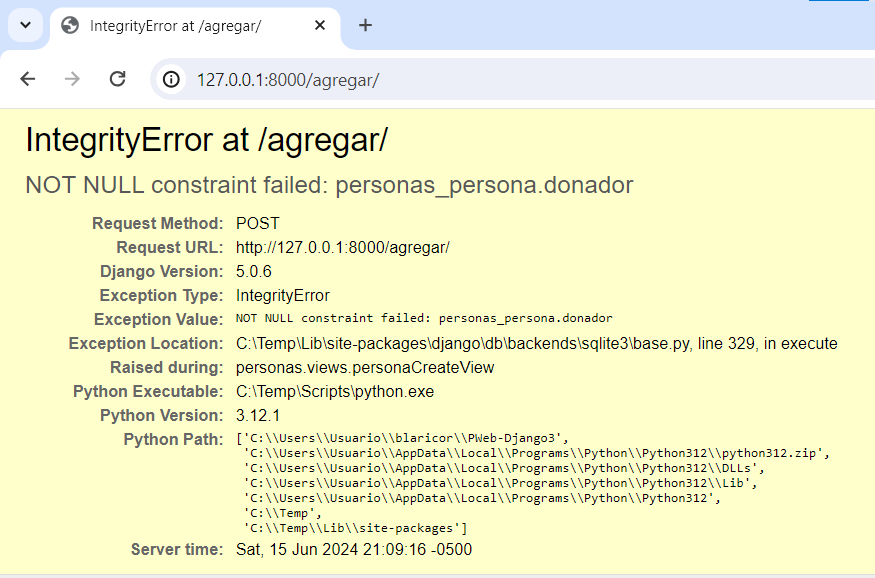 IntegrityError at /agregar/
127.0.0.1:8000/agregar/
IntegrityError at /agregar/
NOT NULL constraint failed: personas_persona.donador
Request Method: POST
Request URL: http://127.0.0.1:8000/agregar/
Django Version: 5.0.6
Exception Type: IntegrityError
Exception Value: NOT NULL constraint failed: personas_persona.donador
Exception Location: C:\Temp\Lib\site-packages\django\db\backends\sqlite3\base.py, line 329, in execute
Raised during: personas.views.personaCreateView
Python Executable: C:\Temp\Scripts\python.exe
Python Version: 3.12.1
Python Path: ['C:\\Users\\Usuario\\blaricor\\PWeb-Django3',
'C:\\Users\\Usuario\\AppData\\Local\\Programs\\Python\\Python312\\python312.zip',
'C:\\Users\\Usuario\\AppData\\Local\\Programs\\Python\\Python312\\DLLs',
'C:\\Users\\Usuario\\AppData\\Local\\Programs\\Python\\Python312\\Lib',
'C:\\Users\\Usuario\\AppData\\Local\\Programs\\Python\\Python312',
'C:\\Temp',
'C:\\Temp\\Lib\\site-packages']
Server time: Sat, 15 Jun 2024 21:09:16 -0500